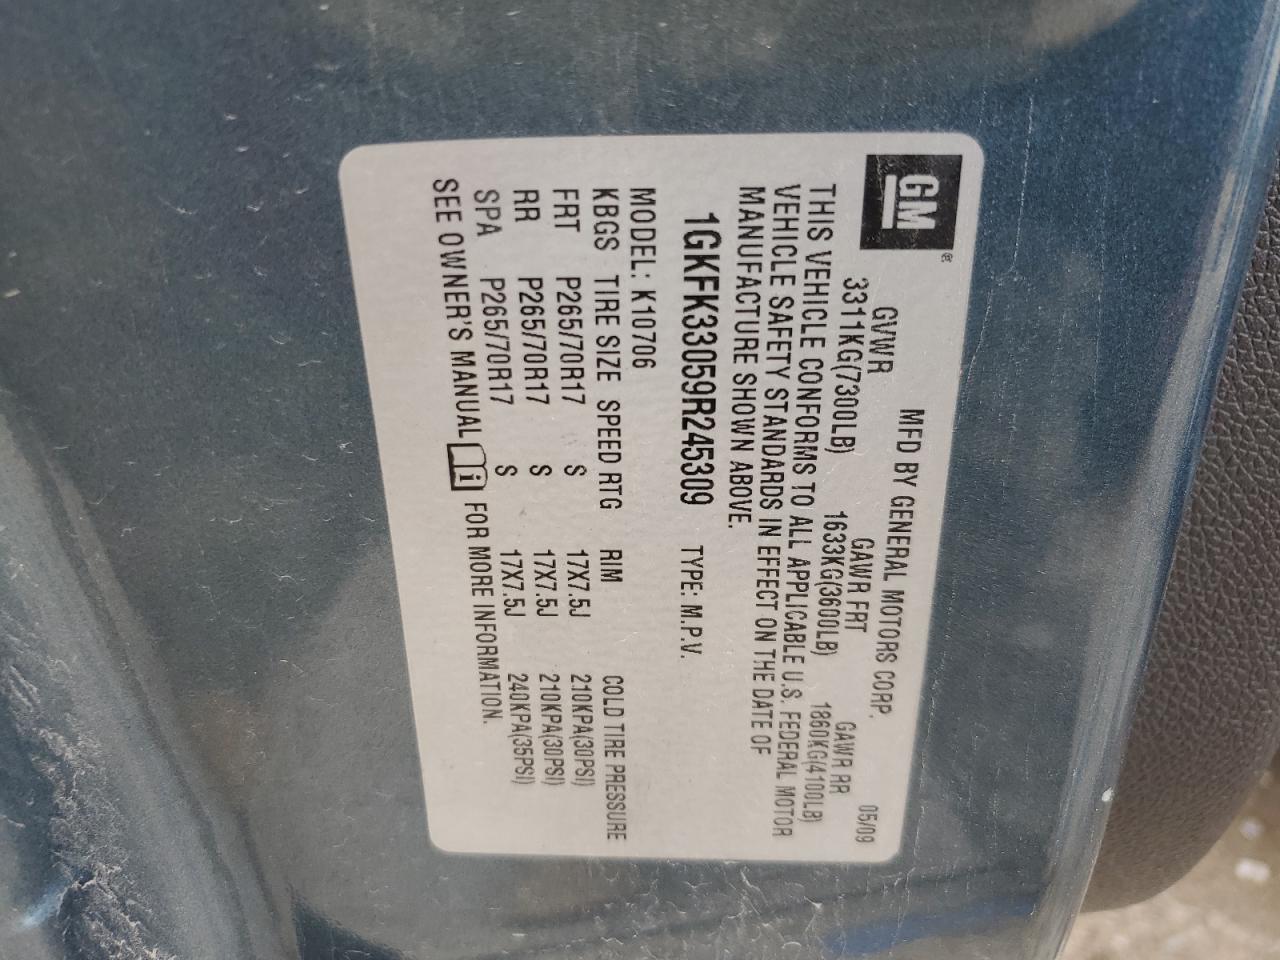 GM ®
MFD BY GENERAL MOTORS CORP. 05/09
GVWR GAWR FRT GAWR RR
3311KG(7300LB) 1633KG(3600LB) 1860KG(4100LB)
THIS VEHICLE CONFORMS TO ALL APPLICABLE U.S. FEDERAL MOTOR
VEHICLE SAFETY STANDARDS IN EFFECT ON THE DATE OF
MANUFACTURE SHOWN ABOVE.
1GKFK33059R245309 TYPE: M.P.V.
MODEL: K10706
KBGS TIRE SIZE SPEED RTG RIM COLD TIRE PRESSURE
FRT P265/70R17 S 17X7.5J 210KPA(30PSI)
RR P265/70R17 S 17X7.5J 210KPA(30PSI)
SPA P265/70R17 S 17X7.5J 240KPA(35PSI)
SEE OWNER'S MANUAL i FOR MORE INFORMATION.